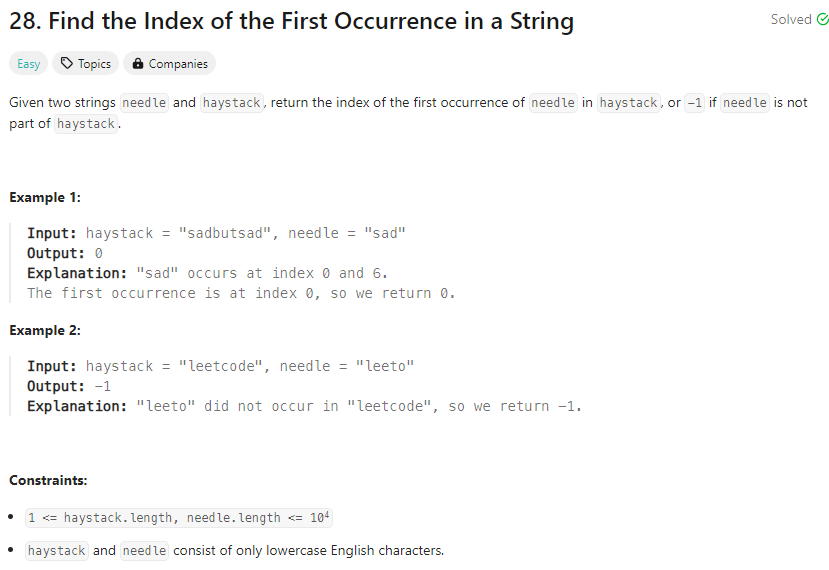 28. Find the Index of the First Occurrence in a String
Solved
Easy Topics Companies
Given two strings needle and haystack, return the index of the first occurrence of needle in haystack, or -1 if needle is not
part of haystack.
Example 1:
Input: haystack = "sadbutsad", needle = "sad"
Output: 0
Explanation: "sad" occurs at index 0 and 6.
The first occurrence is at index 0, so we return 0.
Example 2:
Input: haystack = "leetcode", needle = "leeto"
Output: -1
Explanation: "leeto" did not occur in "leetcode", so we return -1.
Constraints:
• 1 <= haystack.length, needle.length <= 10⁴
• haystack and needle consist of only lowercase English characters.